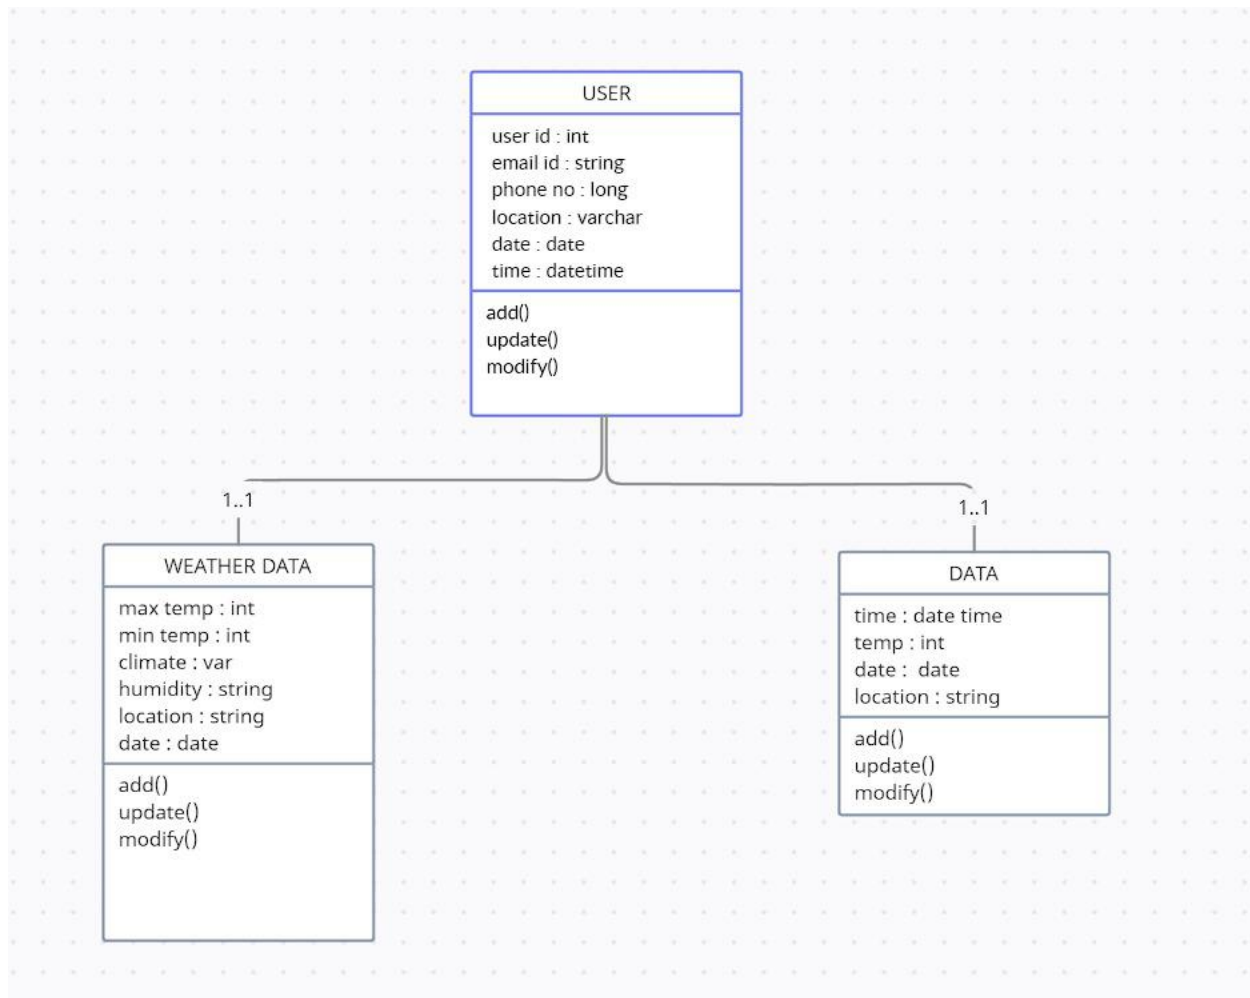 USER
user id : int
email id : string
phone no : long
location : varchar
date : date
time : datetime
add()
update()
modify()
1..1
1..1
WEATHER DATA
max temp : int
min temp : int
climate : var
humidity : string
location : string
date : date
add()
update()
modify()
DATA
time : date time
temp : int
date :  date
location : string
add()
update()
modify()